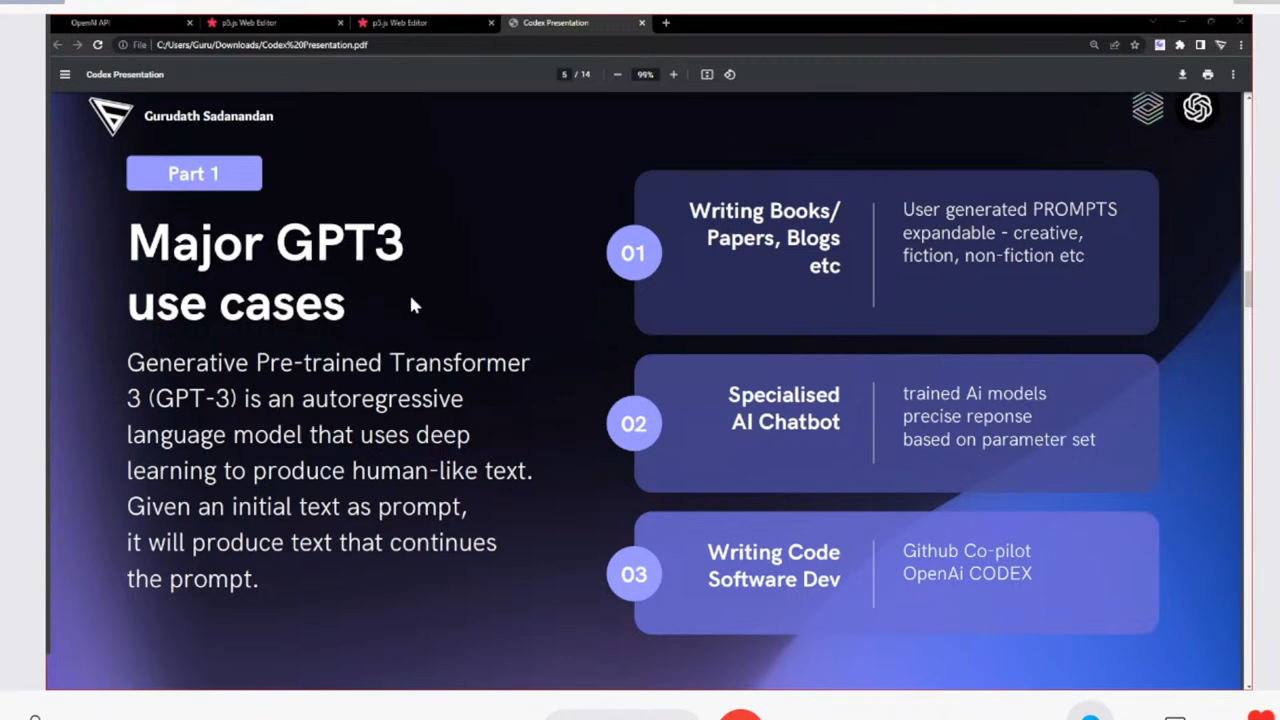 OpenAI API
p5.js Web Editor
p5.js Web Editor
Codex Presentation
File
C:/Users/Guru/Downloads/Codex%20Presentation.pdf
Codex Presentation
5 / 14
99%
Gurudath Sadanandan
Part 1
Major GPT3
use cases
Generative Pre-trained Transformer
3 (GPT-3) is an autoregressive
language model that uses deep
learning to produce human-like text.
Given an initial text as prompt,
it will produce text that continues
the prompt.
01
Writing Books/
Papers, Blogs
etc
User generated PROMPTS
expandable - creative,
fiction, non-fiction etc
02
Specialised
AI Chatbot
trained Ai models
precise reponse
based on parameter set
03
Writing Code
Software Dev
Github Co-pilot
OpenAi CODEX